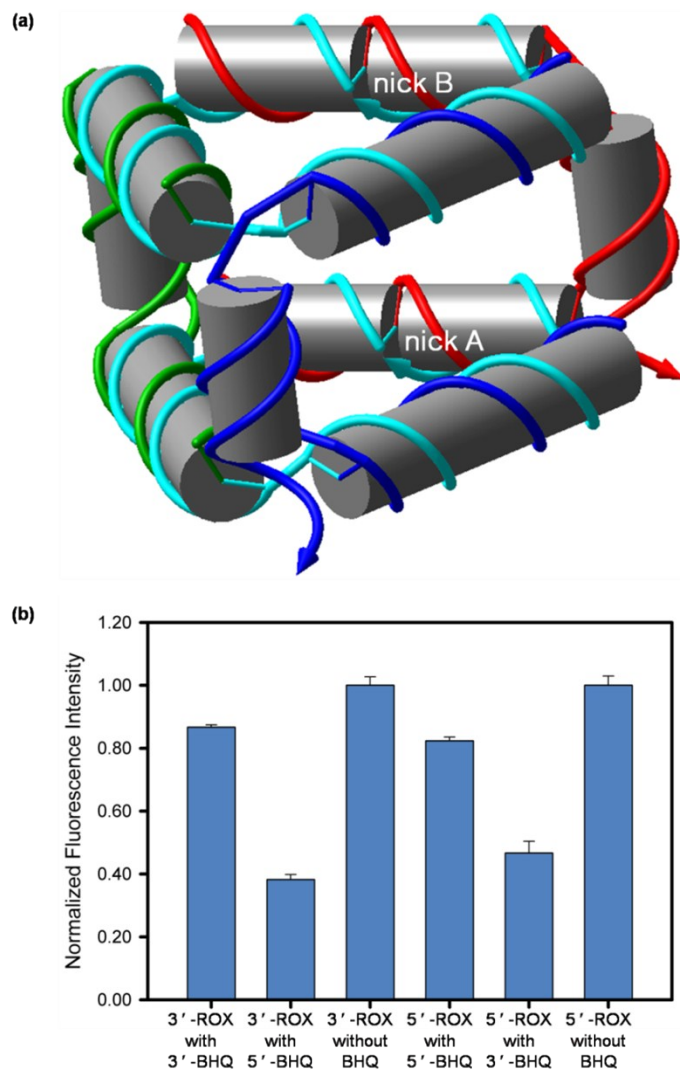 (a)
nick B
nick A
(b)
Normalized Fluorescence Intensity
1.20
1.00
0.80
0.60
0.40
0.20
0.00
3′-ROX
with
3′-BHQ
3′-ROX
with
5′-BHQ
3′-ROX
without
BHQ
5′-ROX
with
5′-BHQ
5′-ROX
with
3′-BHQ
5′-ROX
without
BHQ